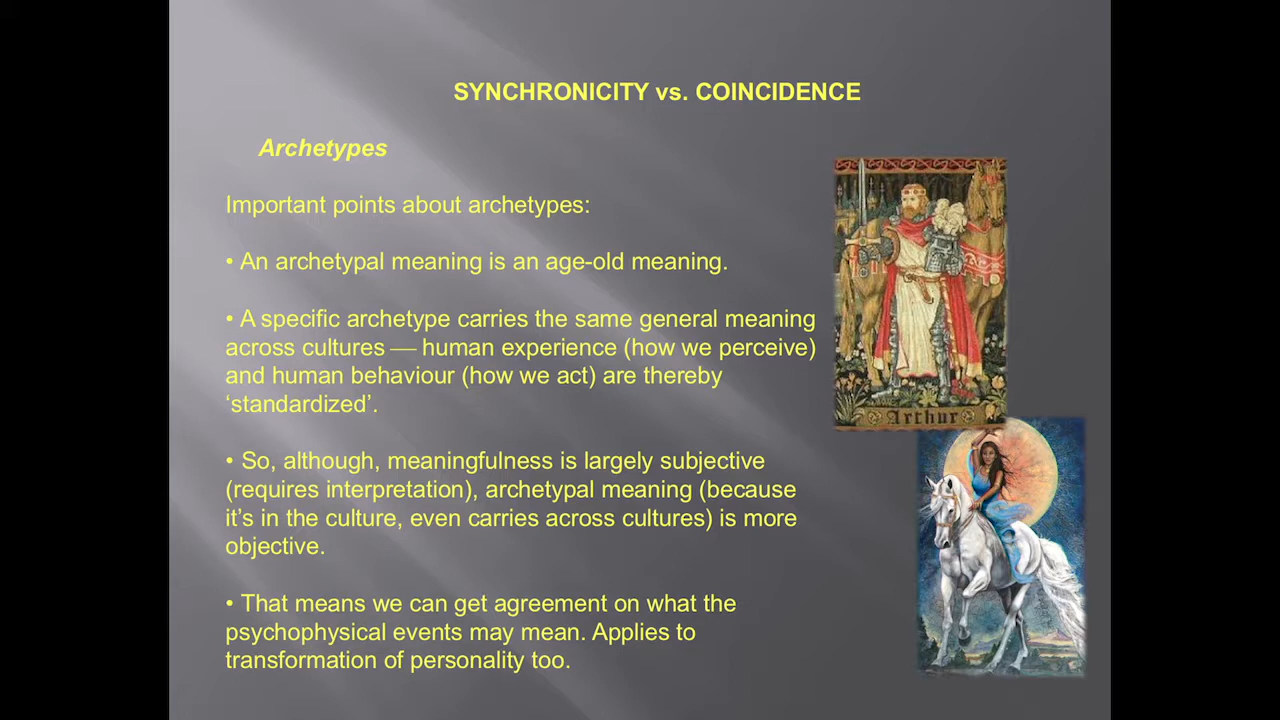 SYNCHRONICITY vs. COINCIDENCE
Archetypes
Important points about archetypes:
• An archetypal meaning is an age-old meaning.
• A specific archetype carries the same general meaning
across cultures — human experience (how we perceive)
and human behaviour (how we act) are thereby
‘standardized’.
• So, although, meaningfulness is largely subjective
(requires interpretation), archetypal meaning (because
it’s in the culture, even carries across cultures) is more
objective.
• That means we can get agreement on what the
psychophysical events may mean. Applies to
transformation of personality too.
Arthur